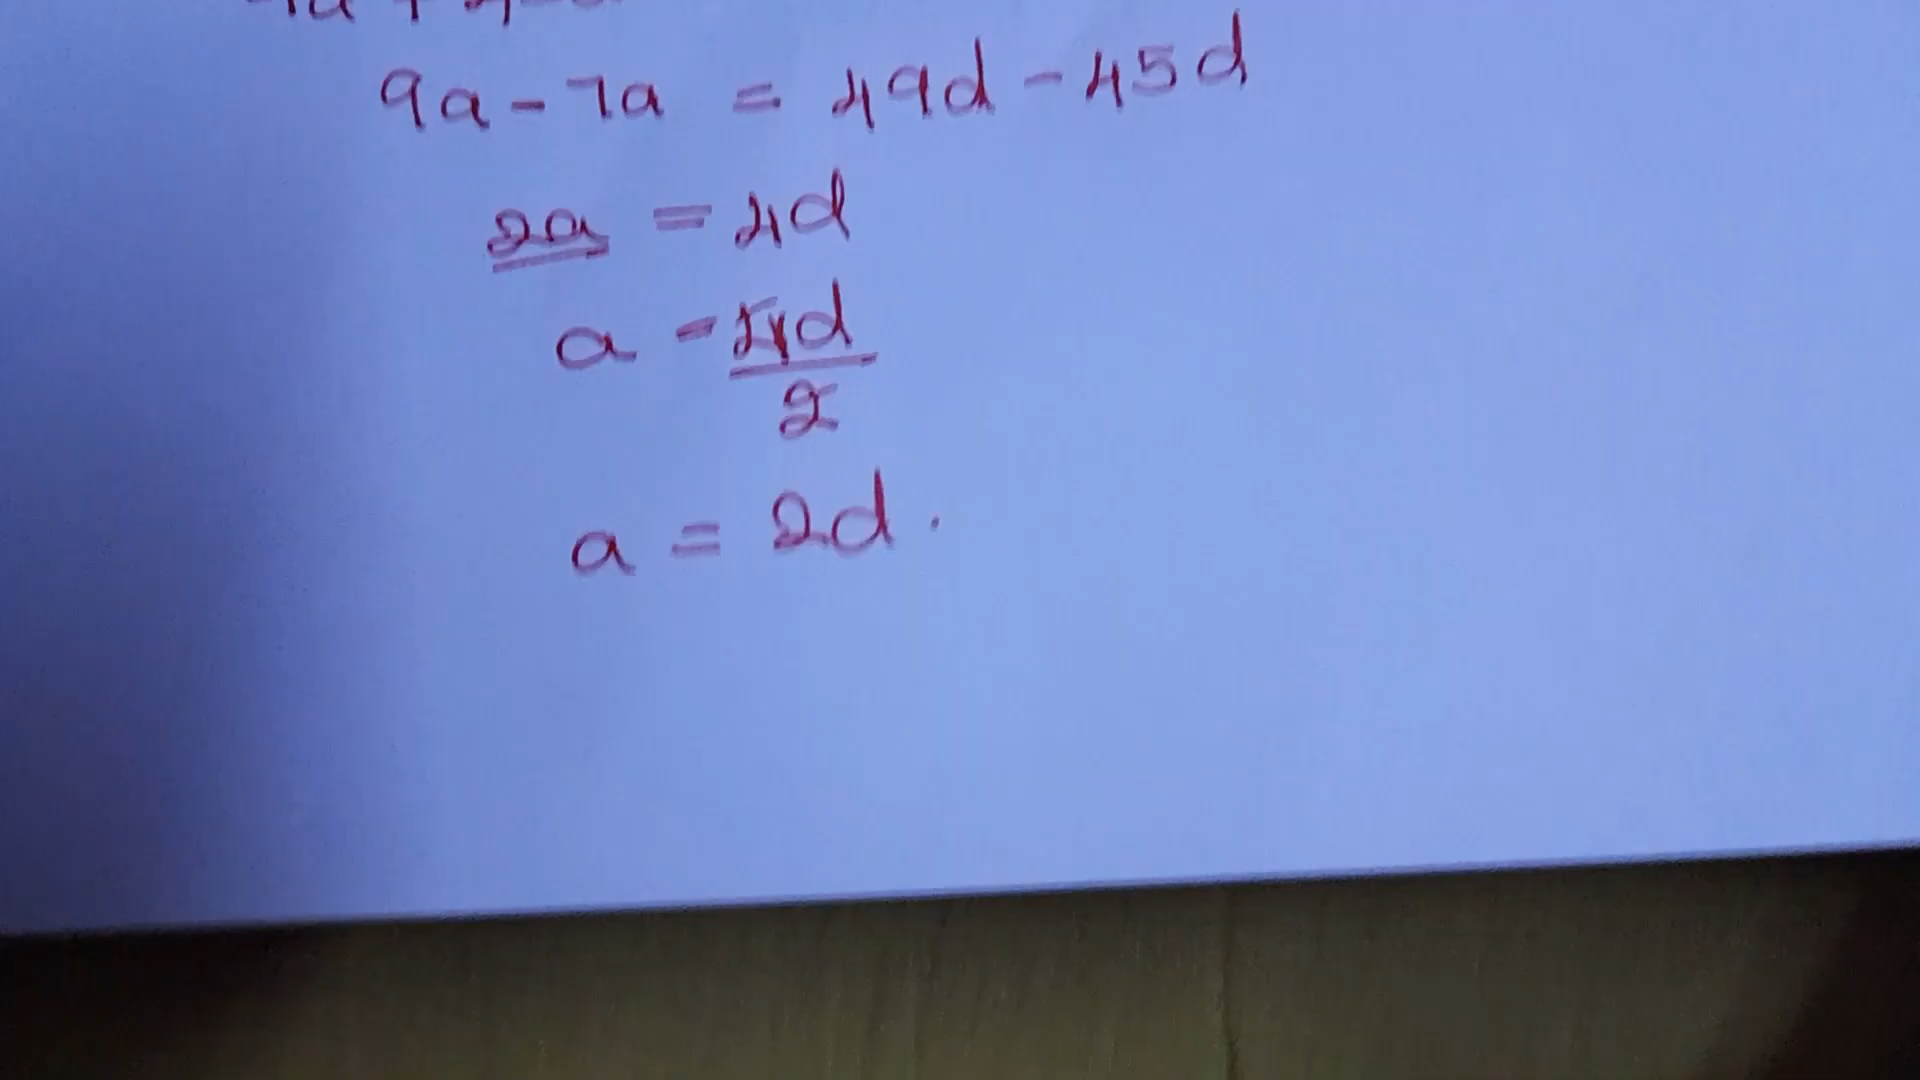 9a - 7a = 49d - 45d
2a = 4d
a = 4d
2
a = 2d.